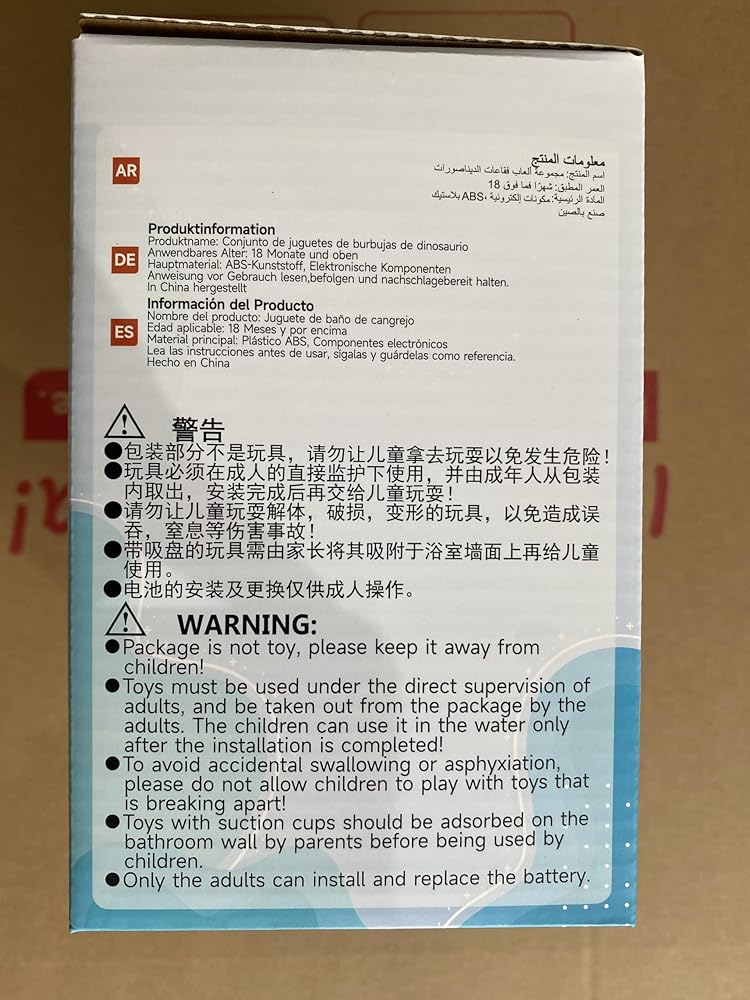 AR
معلومات المنتج
اسم المنتج: مجموعة ألعاب فقاعات الديناصورات
العمر المطبق: شهرًا فما فوق 18
المادة الرئيسية: مكونات إلكترونية ،ABS بلاستيك
صنع بالصين
DE
Produktinformation
Produktname: Conjunto de juguetes de burbujas de dinosaurio
Anwendbares Alter: 18 Monate und oben
Hauptmaterial: ABS-Kunststoff, Elektronische Komponenten
Anweisung vor Gebrauch lesen,befolgen und nachschlagebereit halten.
In China hergestellt
ES
Información del Producto
Nombre del producto: Juguete de baño de cangrejo
Edad aplicable: 18 Meses y por encima
Material principal: Plástico ABS, Componentes electrónicos
Lea las instrucciones antes de usar, sígalas y guárdelas como referencia.
Hecho en China
警告
●包装部分不是玩具，请勿让儿童拿去玩耍以免发生危险！
●玩具必须在成人的直接监护下使用，并由成年人从包装
内取出，安装完成后再交给儿童玩耍！
●请勿让儿童玩耍解体，破损，变形的玩具，以免造成误
吞，窒息等伤害事故！
●带吸盘的玩具需由家长将其吸附于浴室墙面上再给儿童
使用。
●电池的安装及更换仅供成人操作。
WARNING:
●Package is not toy, please keep it away from
children!
●Toys must be used under the direct supervision of
adults, and be taken out from the package by the
adults. The children can use it in the water only
after the installation is completed!
●To avoid accidental swallowing or asphyxiation,
please do not allow children to play with toys that
is breaking apart!
●Toys with suction cups should be adsorbed on the
bathroom wall by parents before being used by
children.
●Only the adults can install and replace the battery.